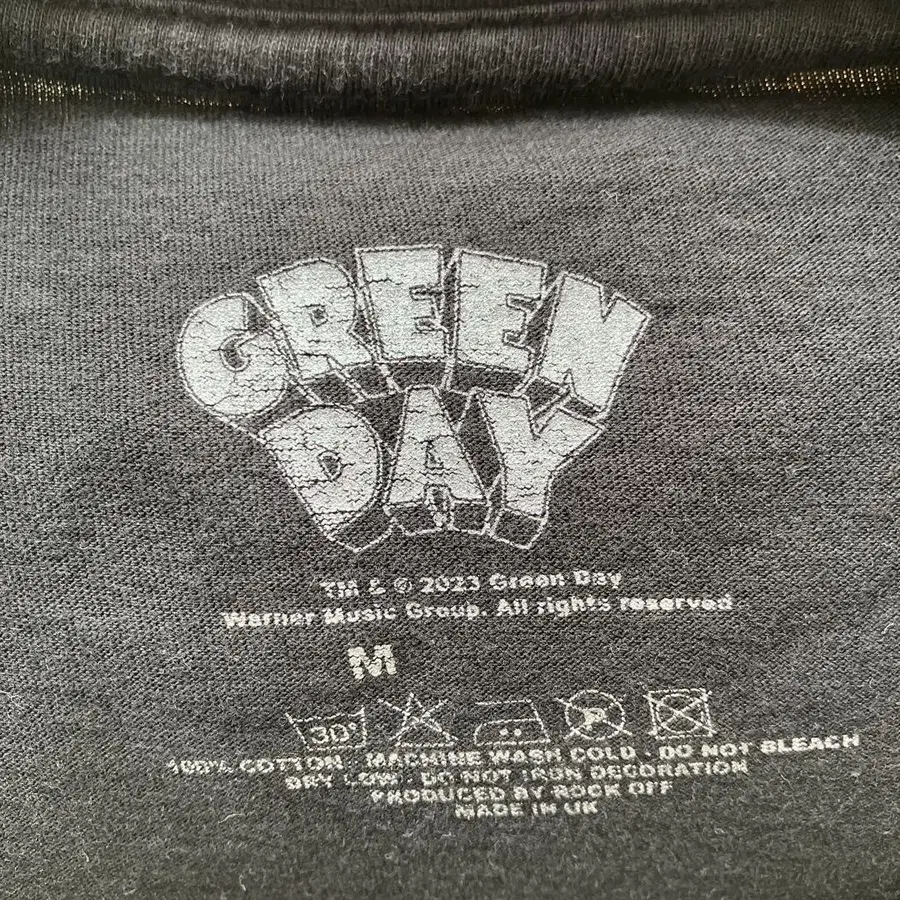 GREEN
DAY
TM & © 2023 Green Day
Warner Music Group. All rights reserved
M
30° P
100% COTTON - MACHINE WASH COLD - DO NOT BLEACH
DRY LOW - DO NOT IRON DECORATION
PRODUCED BY ROCK OFF
MADE IN UK